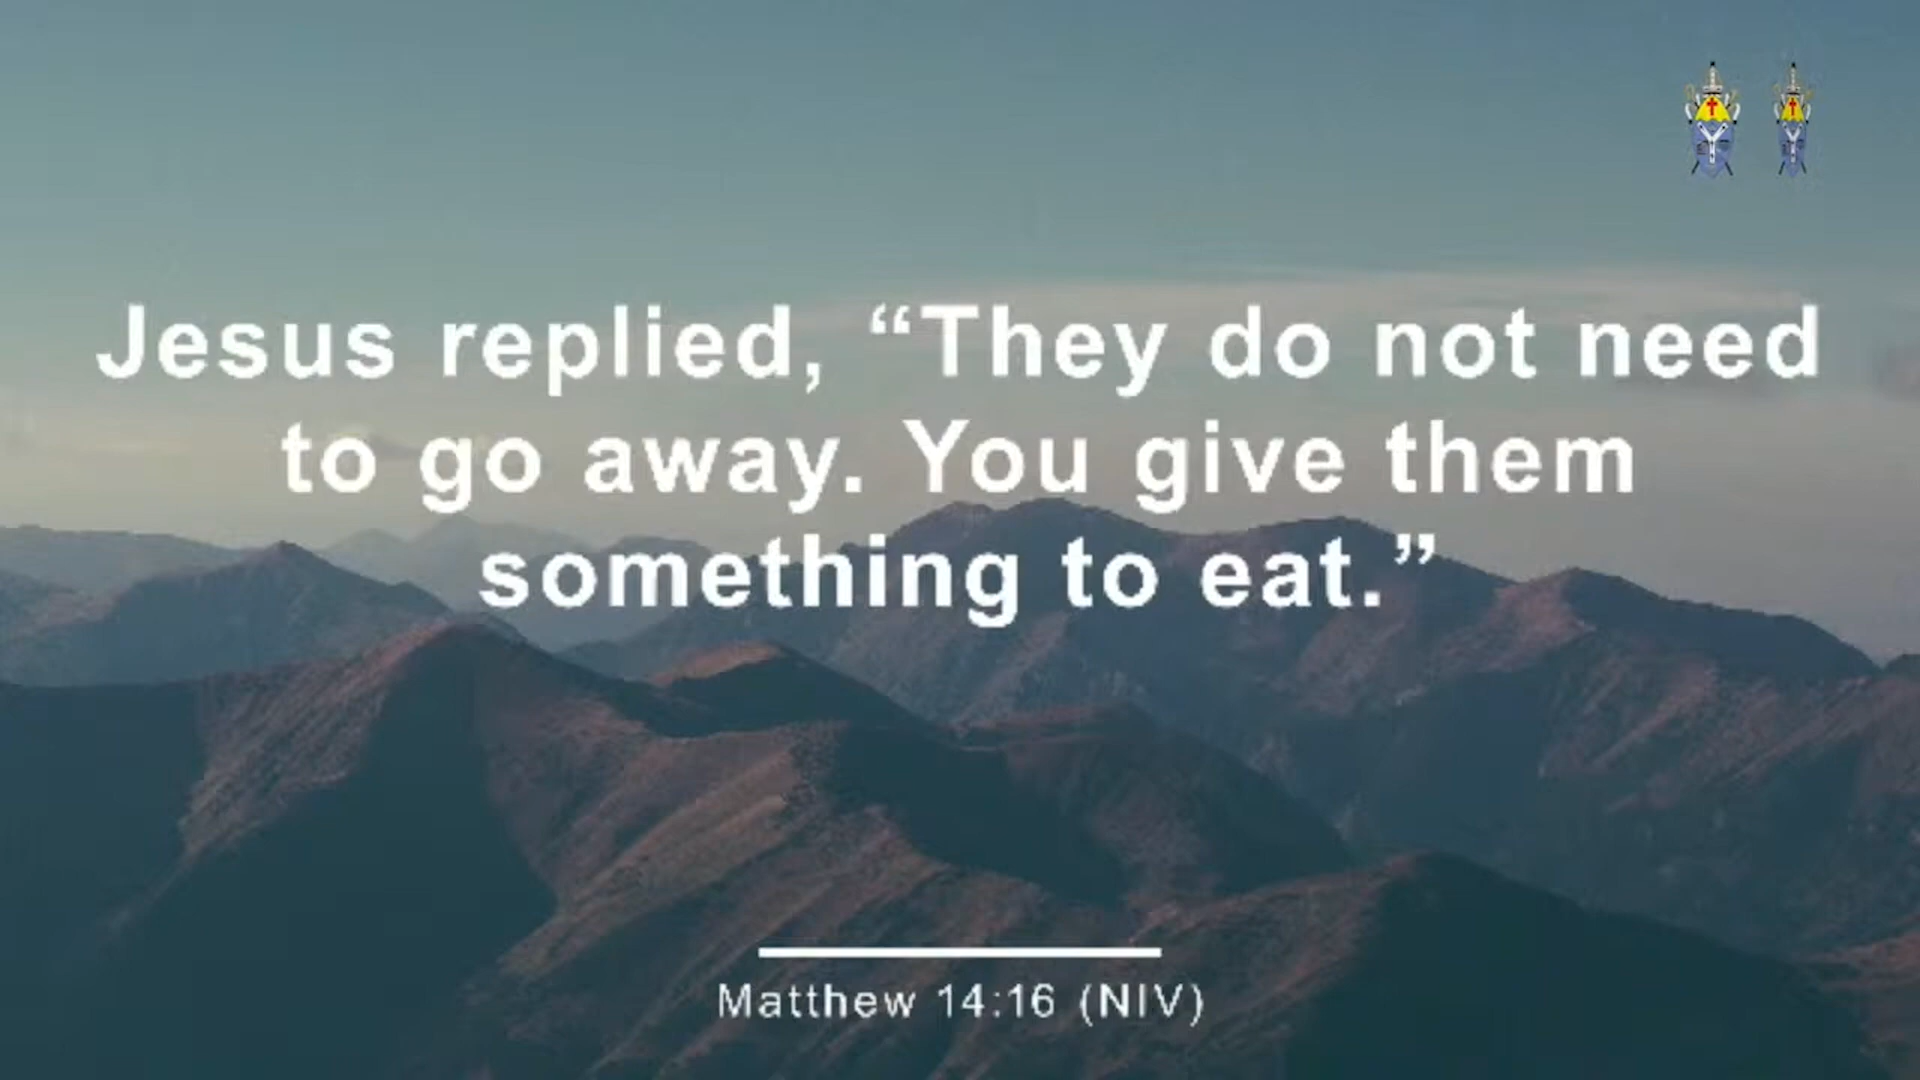 Jesus replied, “They do not need
to go away. You give them
something to eat.”
Matthew 14:16 (NIV)